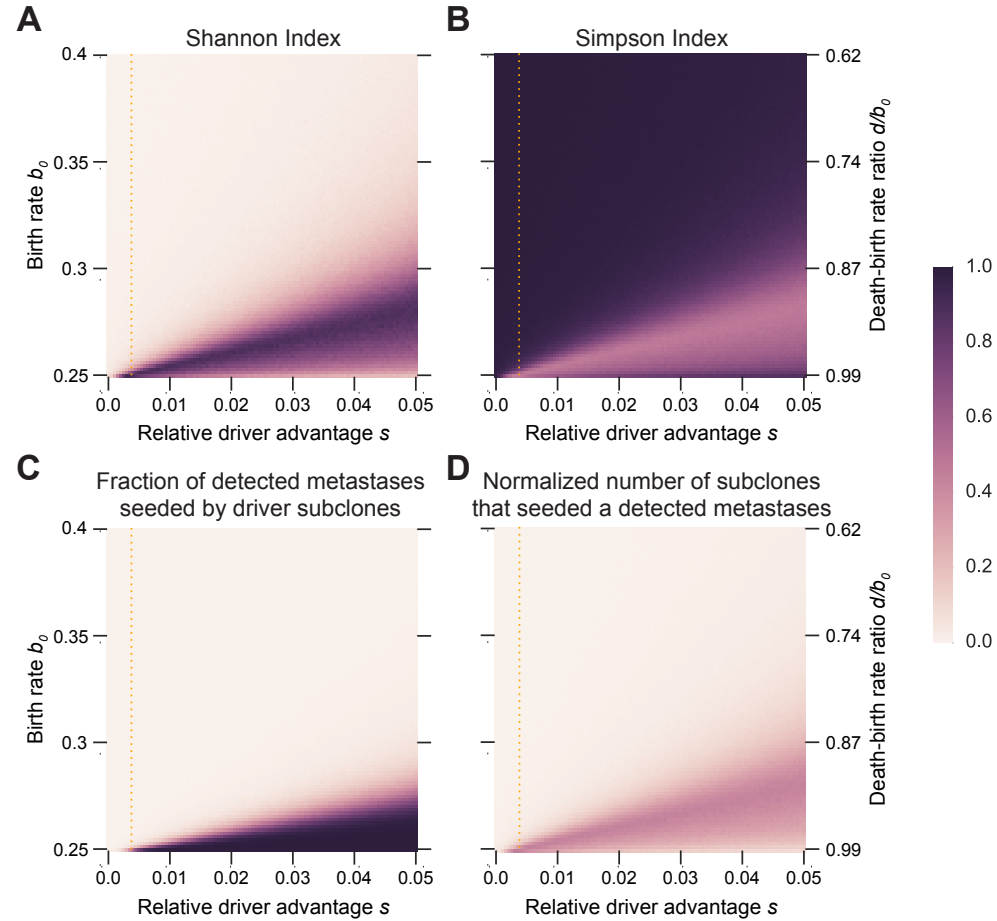 A
Shannon Index
0.4
0.35
0.3
0.25
Birth rate b0
0.0 0.01 0.02 0.03 0.04 0.05
Relative driver advantage s
B
Simpson Index
0.62
0.74
0.87
0.99
Death-birth rate ratio d/b0
0.0 0.01 0.02 0.03 0.04 0.05
Relative driver advantage s
C
Fraction of detected metastases
seeded by driver subclones
0.4
0.35
0.3
0.25
Birth rate b0
0.0 0.01 0.02 0.03 0.04 0.05
Relative driver advantage s
D
Normalized number of subclones
that seeded a detected metastases
0.62
0.74
0.87
0.99
Death-birth rate ratio d/b0
0.0 0.01 0.02 0.03 0.04 0.05
Relative driver advantage s
1.0
0.8
0.6
0.4
0.2
0.0